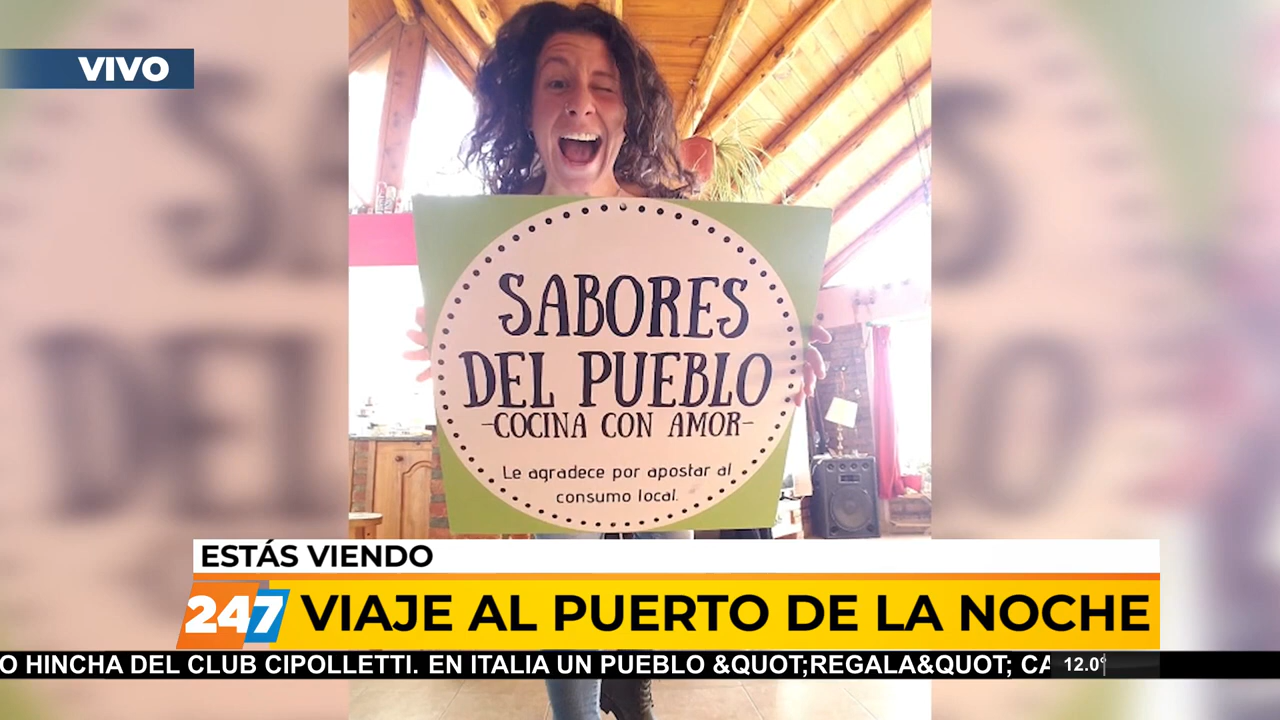 VIVO
SABORES
DEL PUEBLO
-COCINA CON AMOR-
Le agradece por apostar al
consumo local.
ESTÁS VIENDO
247 VIAJE AL PUERTO DE LA NOCHE
O HINCHA DEL CLUB CIPOLLETTI. EN ITALIA UN PUEBLO &QUOT;REGALA&QUOT; CA 12.0°